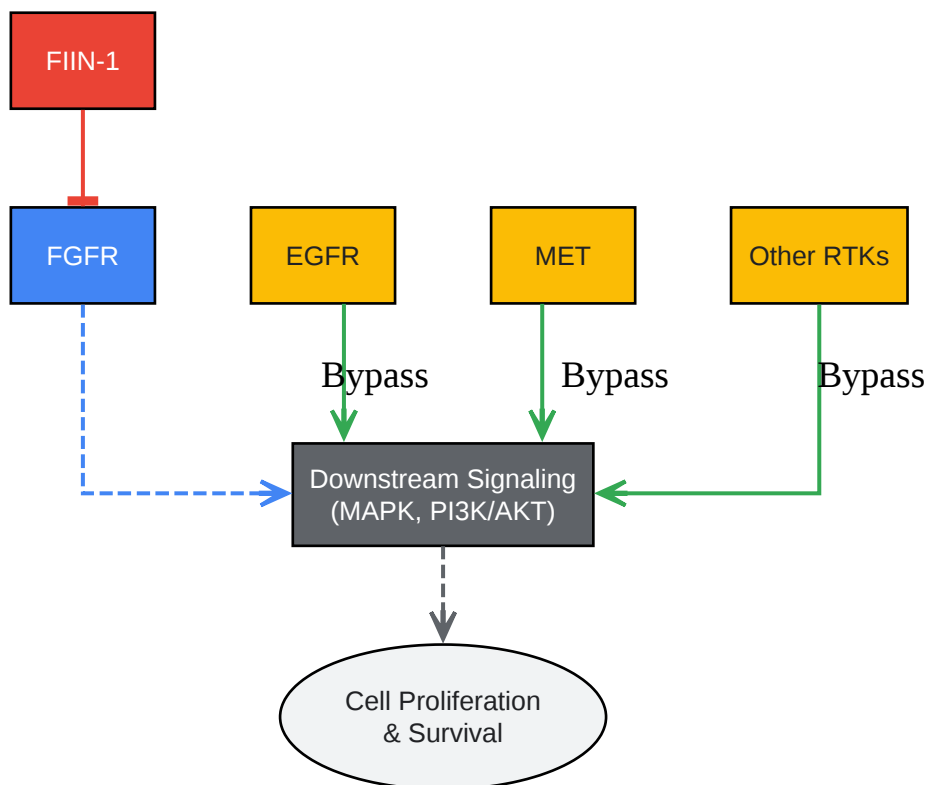 FIIN-1
FGFR
EGFR
MET
Other RTKs
Bypass
Bypass
Bypass
Downstream Signaling
(MAPK, PI3K/AKT)
Cell Proliferation
& Survival